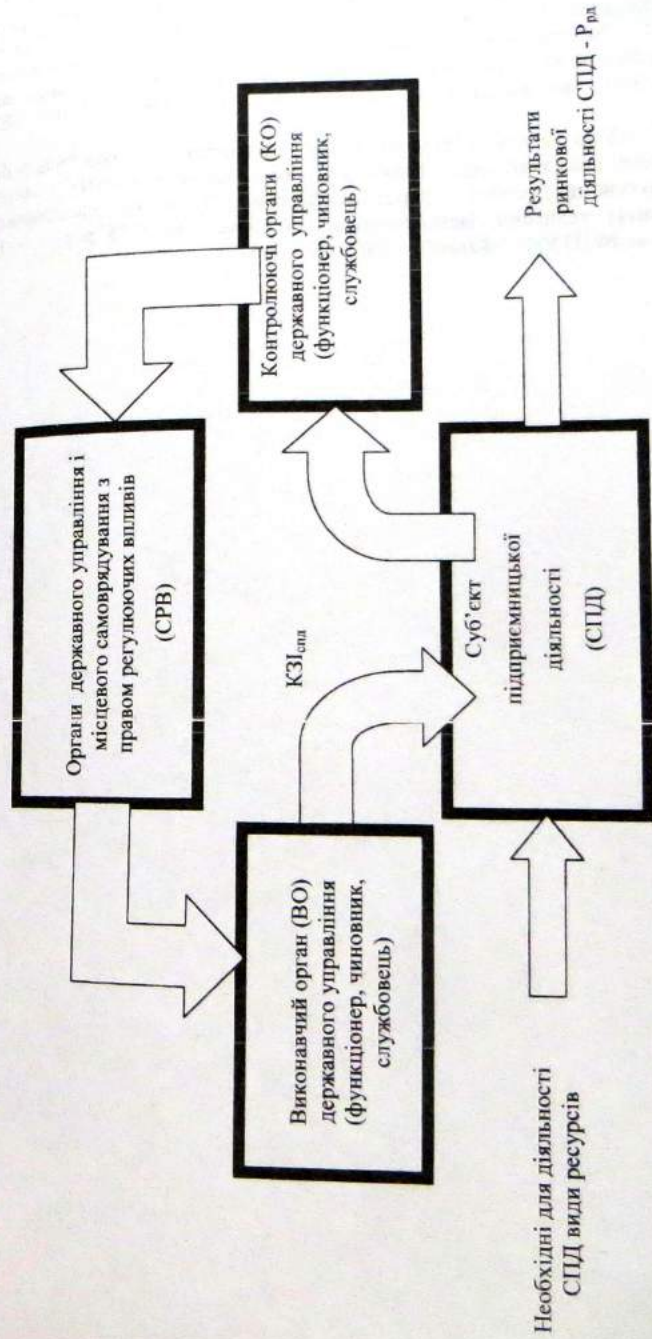 Органи державного управління і
місцевого самоврядування з
правом регулюючих впливів
(СРВ)
Виконавчий орган (ВО)
державного управління
(функціонер, чиновник,
службовець)
КЗІспд
Контролюючі органи (КО)
державного управління
(функціонер, чиновник,
службовець)
Необхідні для діяльності
СПД види ресурсів
Суб’єкт
підприємницької
діяльності
(СПД)
Результати
ринкової
діяльності СПД - Ррд